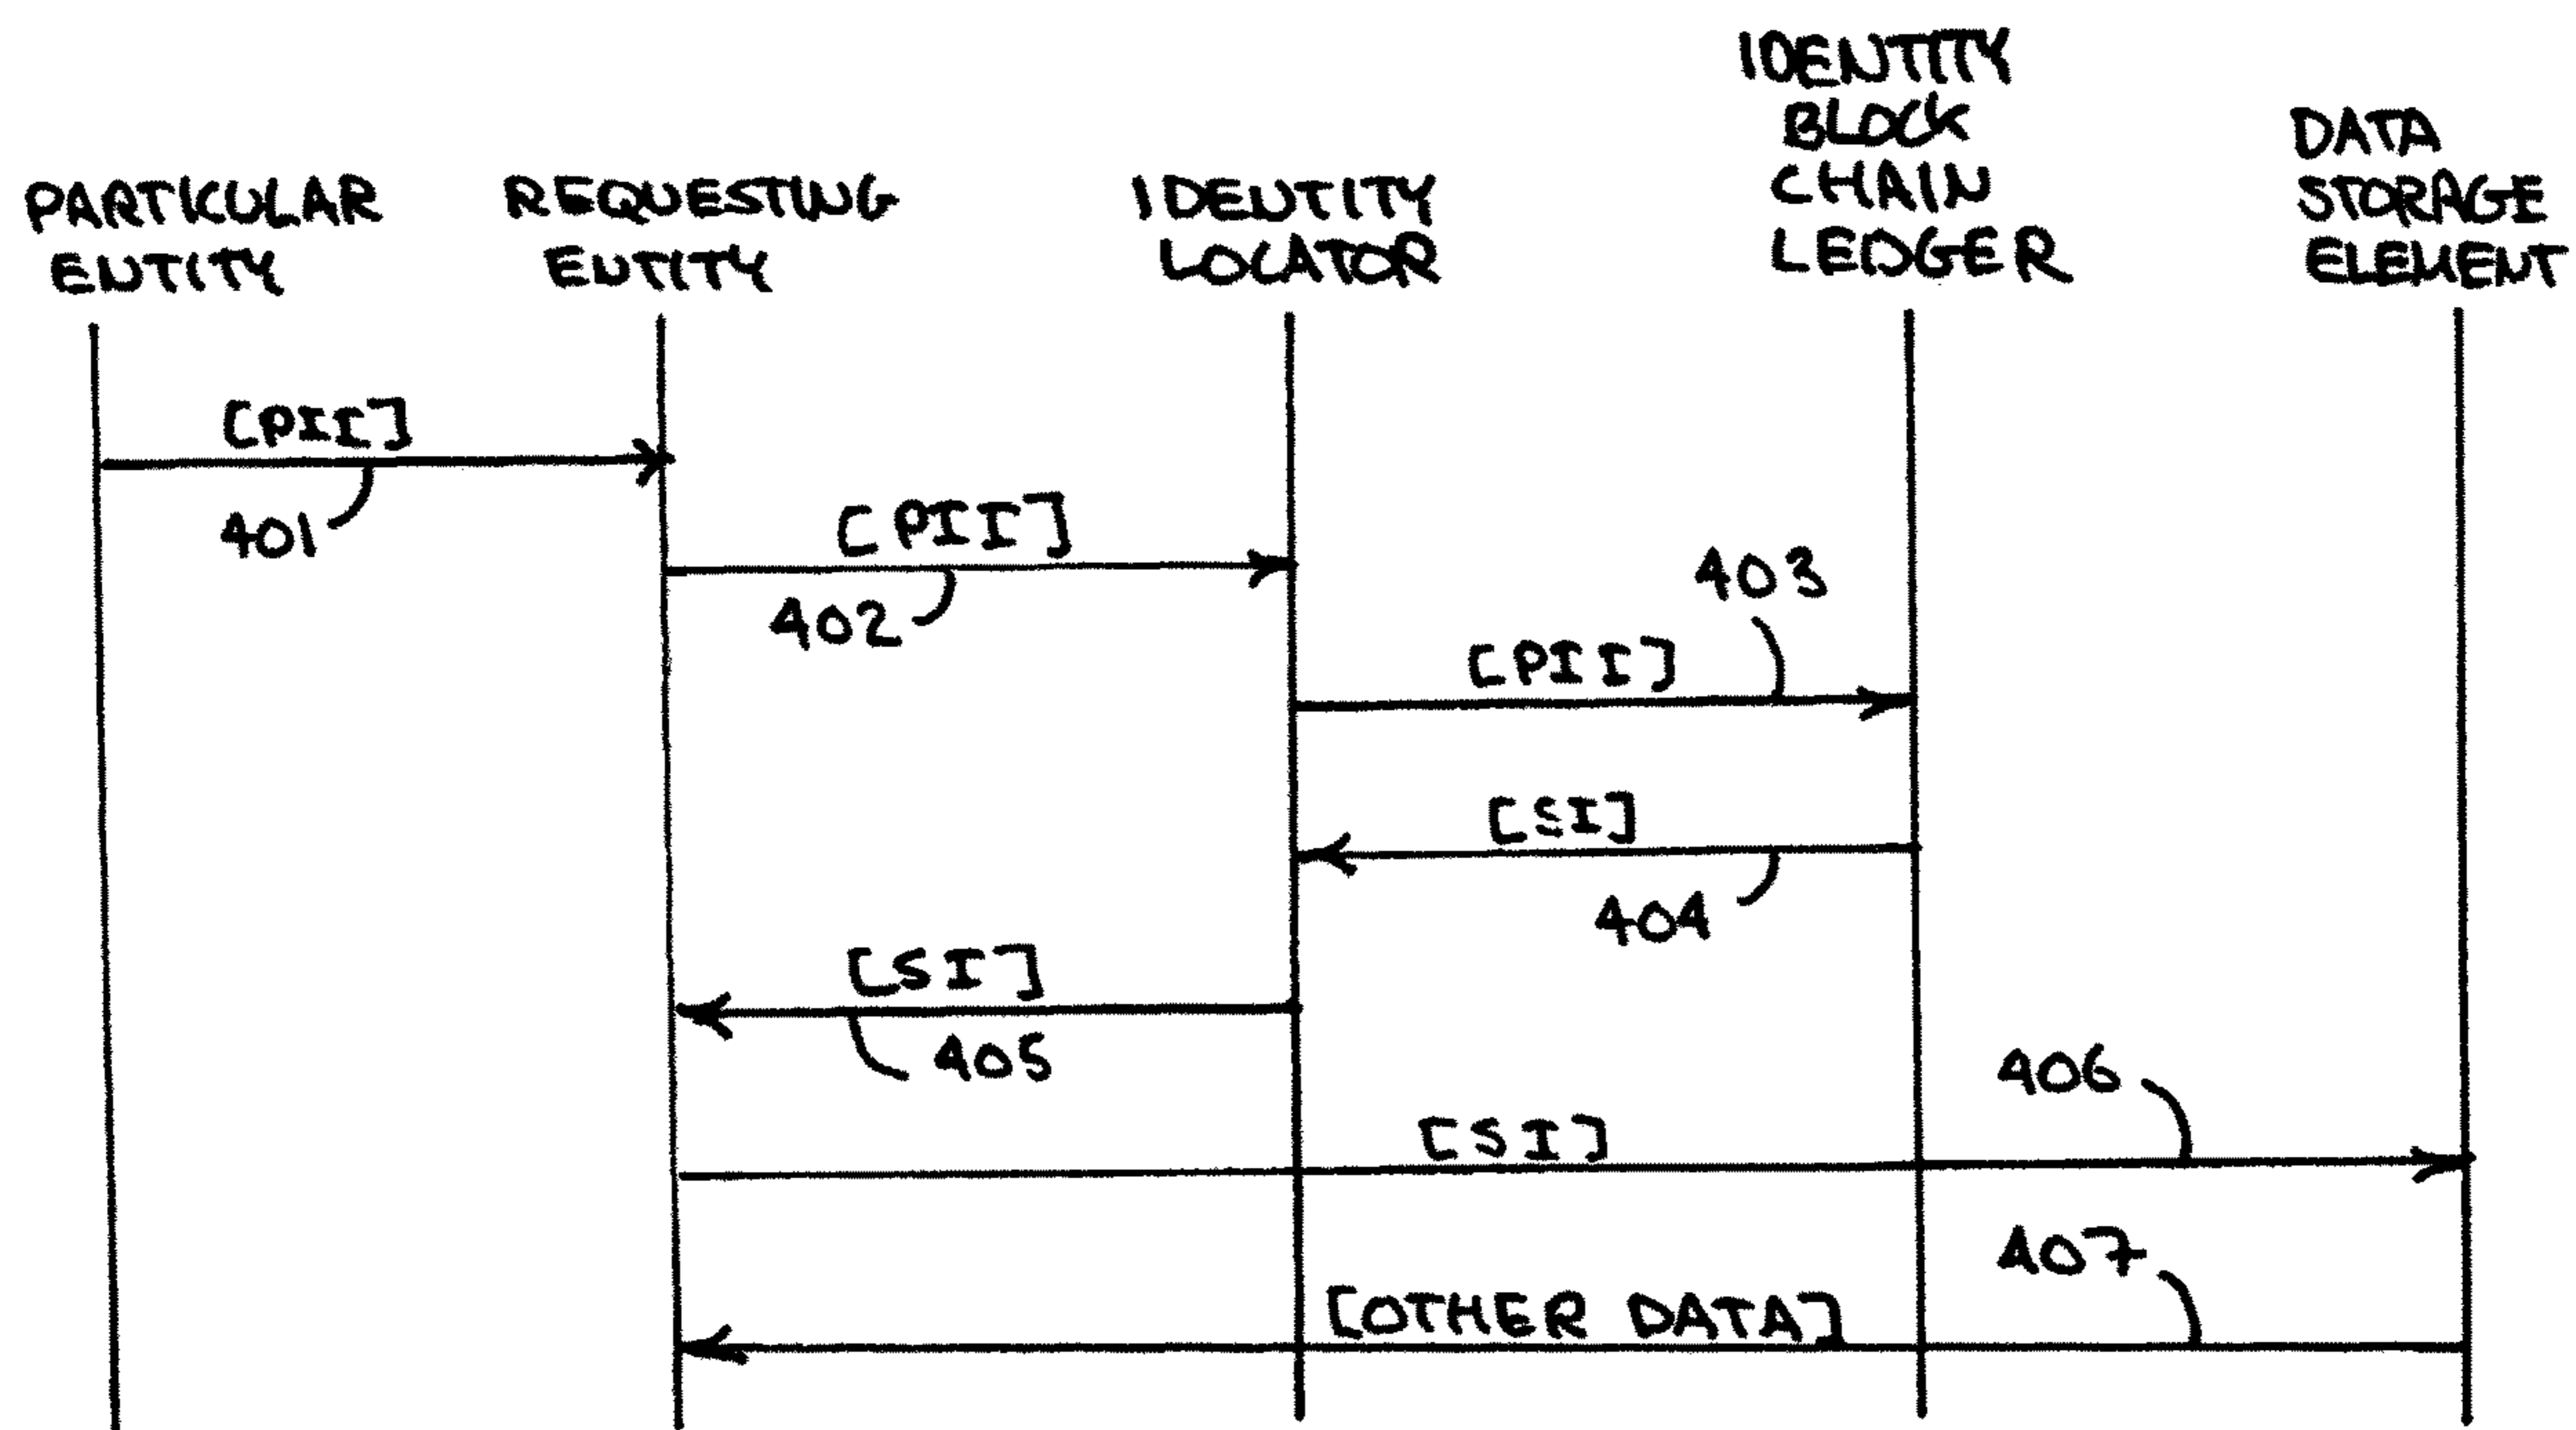 PARTICULAR
ENTITY
REQUESTING
ENTITY
IDENTITY
LOCATOR
IDENTITY
BLOCK
CHAIN
LEDGER
DATA
STORAGE
ELEMENT
[PII]
401
[PII]
402
403
[PII]
[SI]
404
[SI]
405
406
[SI]
407
[OTHER DATA]